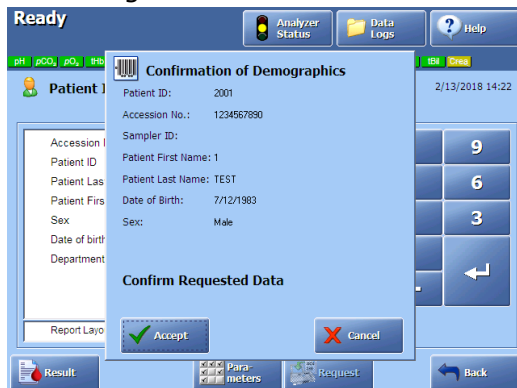 Ready
Analyzer Status
Data Logs
Help
pH pCO₂ pO₂ tHb
tBil Crea
Patient I
2/13/2018 14:22
Confirmation of Demographics
Patient ID: 2001
Accession No.: 1234567890
Sampler ID:
Patient First Name: 1
Patient Last Name: TEST
Date of Birth: 7/12/1983
Sex: Male
Confirm Requested Data
Accept
Cancel
Accession I
Patient ID
Patient Las
Patient Firs
Sex
Date of birth
Department
Report Layo
9
6
3
.
Result
Para-
meters
Request
Back